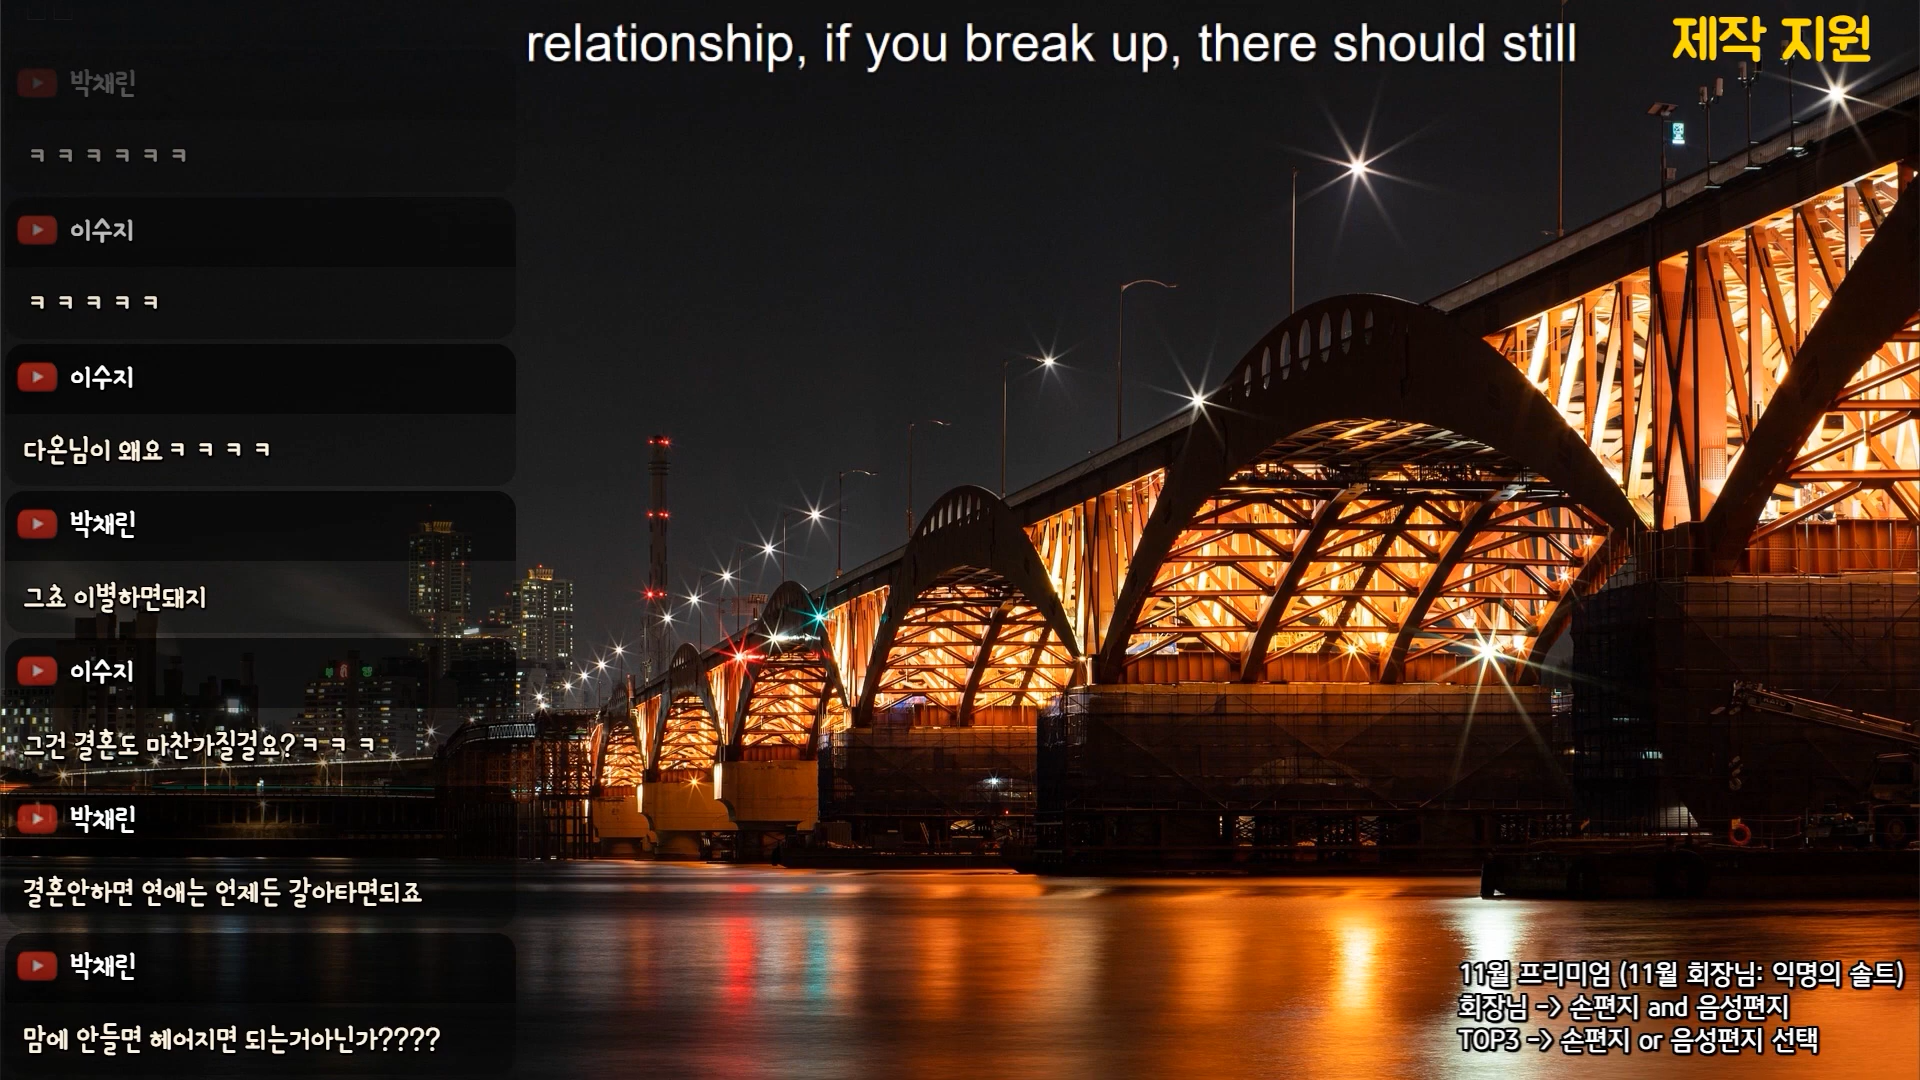 relationship, if you break up, there should still
제작 지원
박채린
ㅋㅋㅋㅋㅋㅋ
이수지
ㅋㅋㅋㅋㅋ
이수지
다온님이 왜요ㅋㅋㅋㅋ
박채린
그쵸 이별하면돼지
이수지
그건 결혼도 마찬가질걸요?ㅋㅋㅋ
박채린
결혼안하면 연애는 언제든 갈아타면되죠
박채린
맘에 안들면 헤어지면 되는거아닌가????
11월 프리미엄 (11월 회장님: 익명의 솔트)
회장님 -> 손편지 and 음성편지
TOP3 -> 손편지 or 음성편지 선택